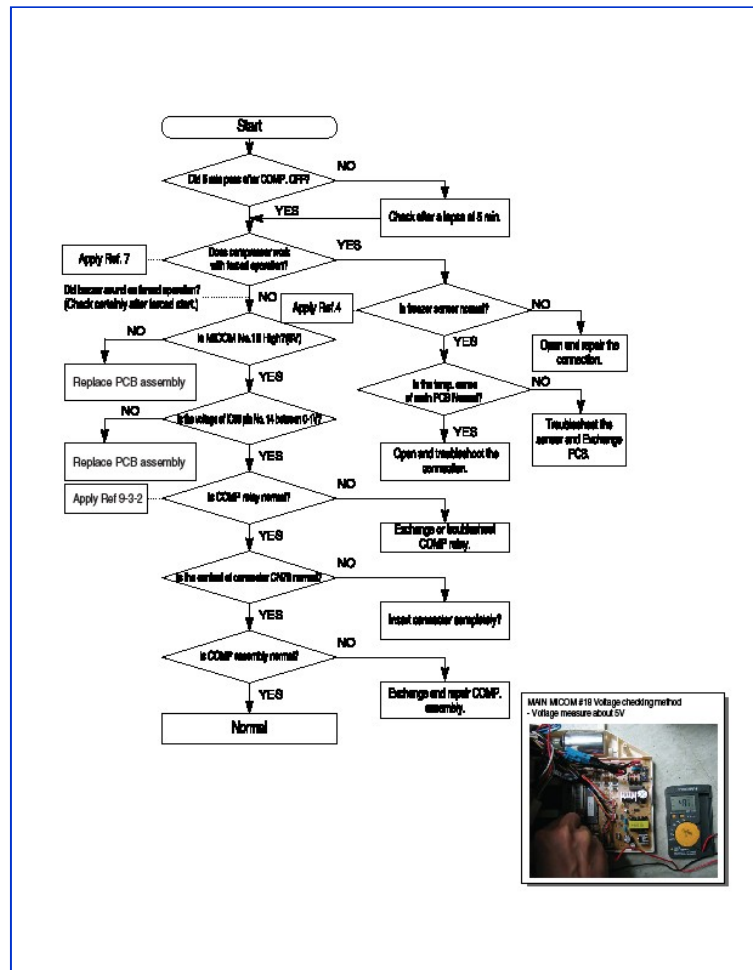 Start
Did 5 min pass after COMP. OFF?
NO
YES
Check after a lapse of 5 min.
Apply Ref. 7
Does compressor work
with forced operation?
YES
Did buzzer sound on forced operation?
(Check certainly after forced start.)
NO
Apply Ref.4
Is freezer sensor normal?
NO
Open and repair the
connection.
NO
Is MICOM High?(5V)
Replace PCB assembly
YES
YES
Is the temp. sense
of main PCB Normal?
NO
Troubleshoot the
sensor and Exchange
PCB.
YES
Open and troubleshoot the
connection.
NO
Is the voltage of pin No. 14 between 0-1V?
Replace PCB assembly
YES
Apply Ref 9-3-2
Is COMP relay normal?
NO
Exchange or troubleshoot
COMP relay.
YES
Is the contact of connector CN70 normal?
NO
Insert connector completely?
YES
Is COMP assembly normal?
NO
Exchange and repair COMP.
assembly.
YES
Normal
MAIN MICOM #18 Voltage checking method
- Voltage measure about 5V